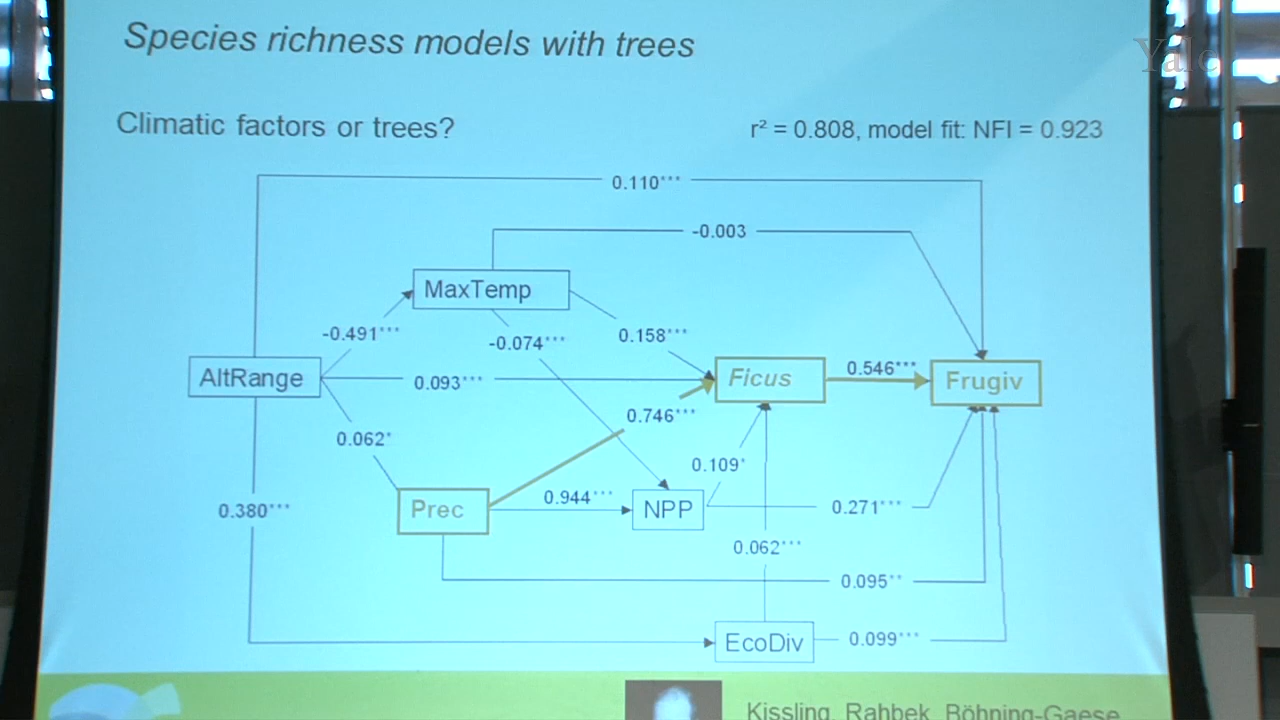 Species richness models with trees
Yale
Climatic factors or trees?
r² = 0.808, model fit: NFI = 0.923
0.110***
-0.003
MaxTemp
-0.491***
-0.074***
0.158***
AltRange
0.093***
Ficus
0.546***
Frugiv
0.746***
0.062*
0.109*
Prec
0.944***
NPP
0.271***
0.380***
0.062***
0.095**
EcoDiv
0.099***
Kissling, Rahbek, Böhning-Gaese